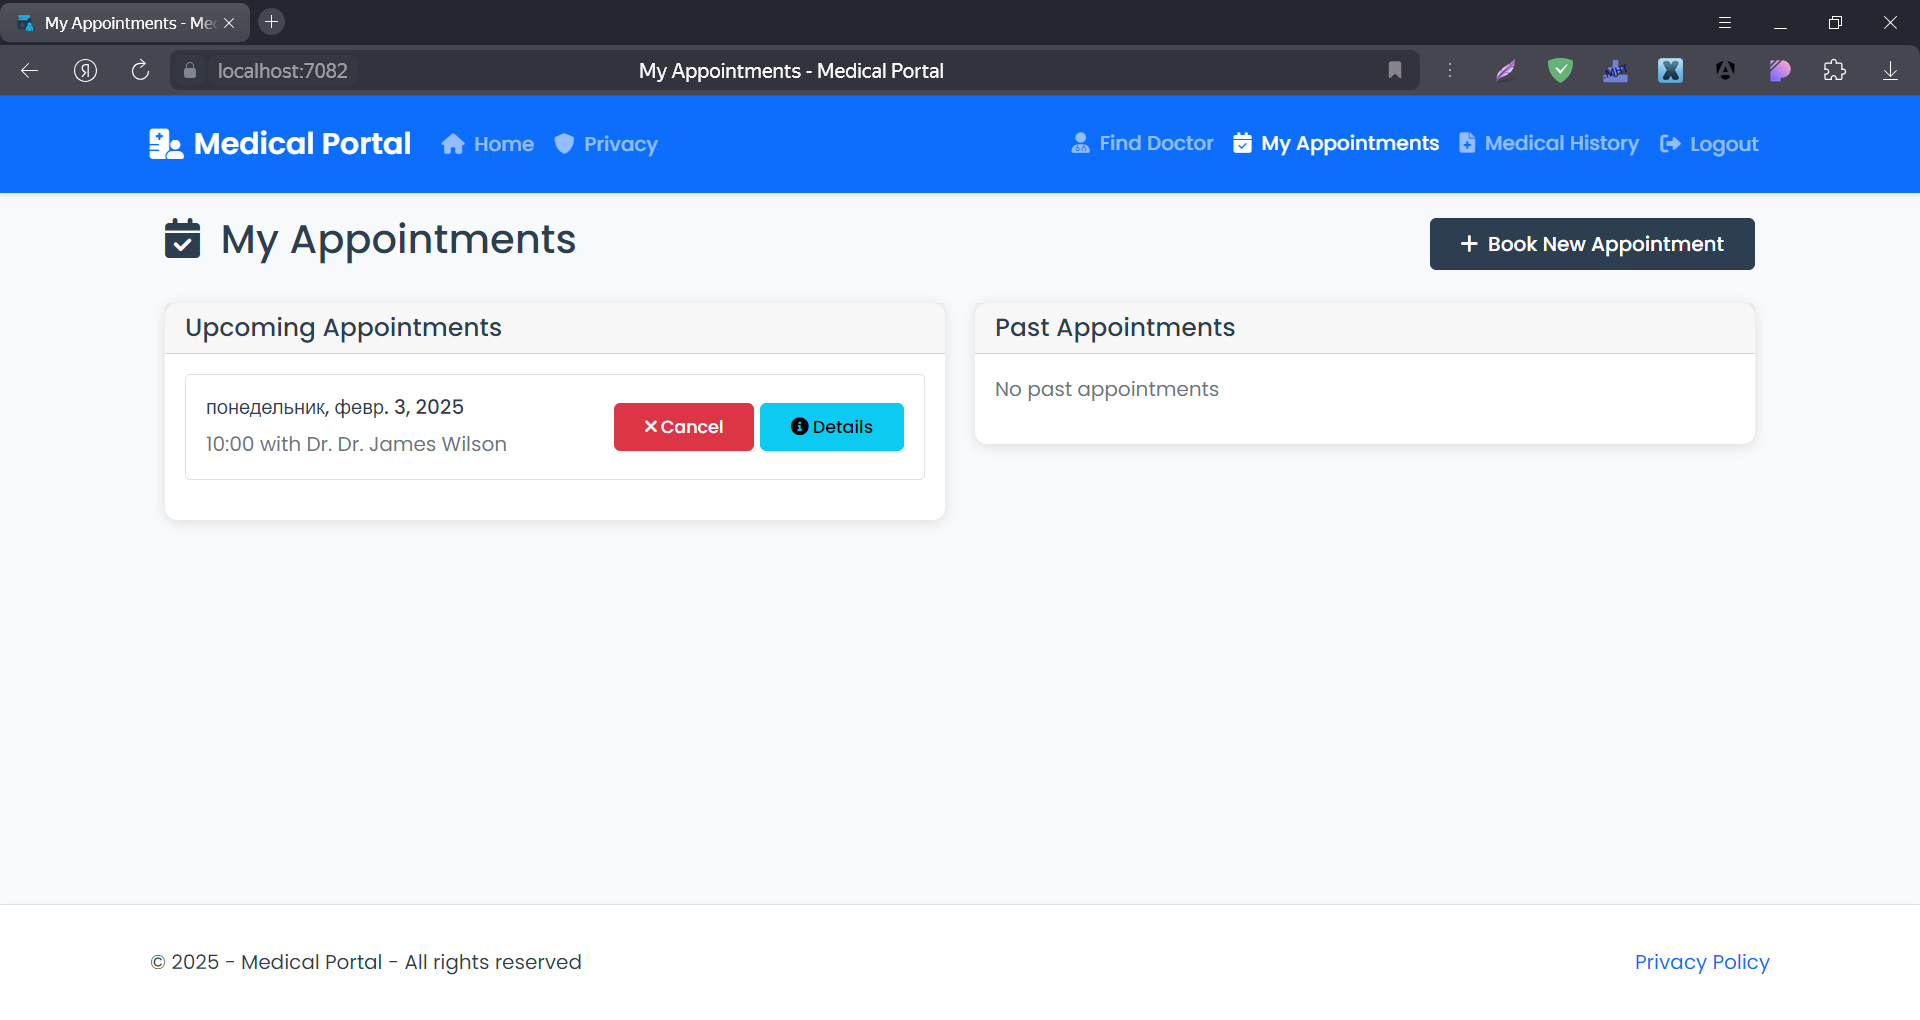 My Appointments - Me
localhost:7082
My Appointments - Medical Portal
Medical Portal
Home
Privacy
Find Doctor
My Appointments
Medical History
Logout
My Appointments
Book New Appointment
Upcoming Appointments
понедельник, февр. 3, 2025
10:00 with Dr. Dr. James Wilson
Cancel
Details
Past Appointments
No past appointments
© 2025 - Medical Portal - All rights reserved
Privacy Policy